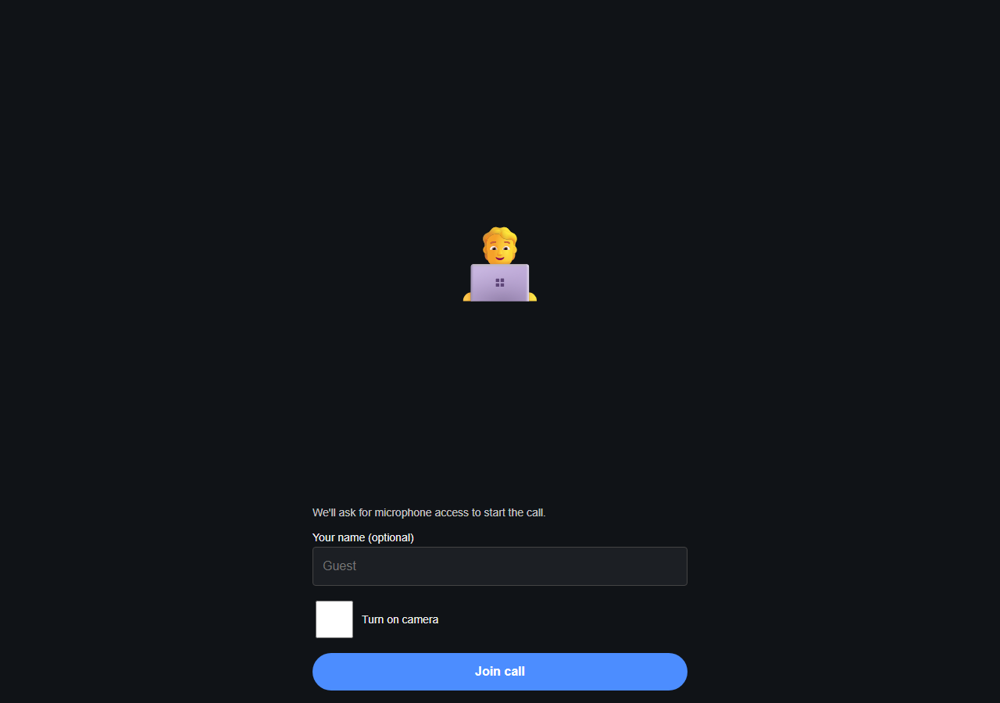 We'll ask for microphone access to start the call.
Your name (optional)
Guest
Turn on camera
Join call